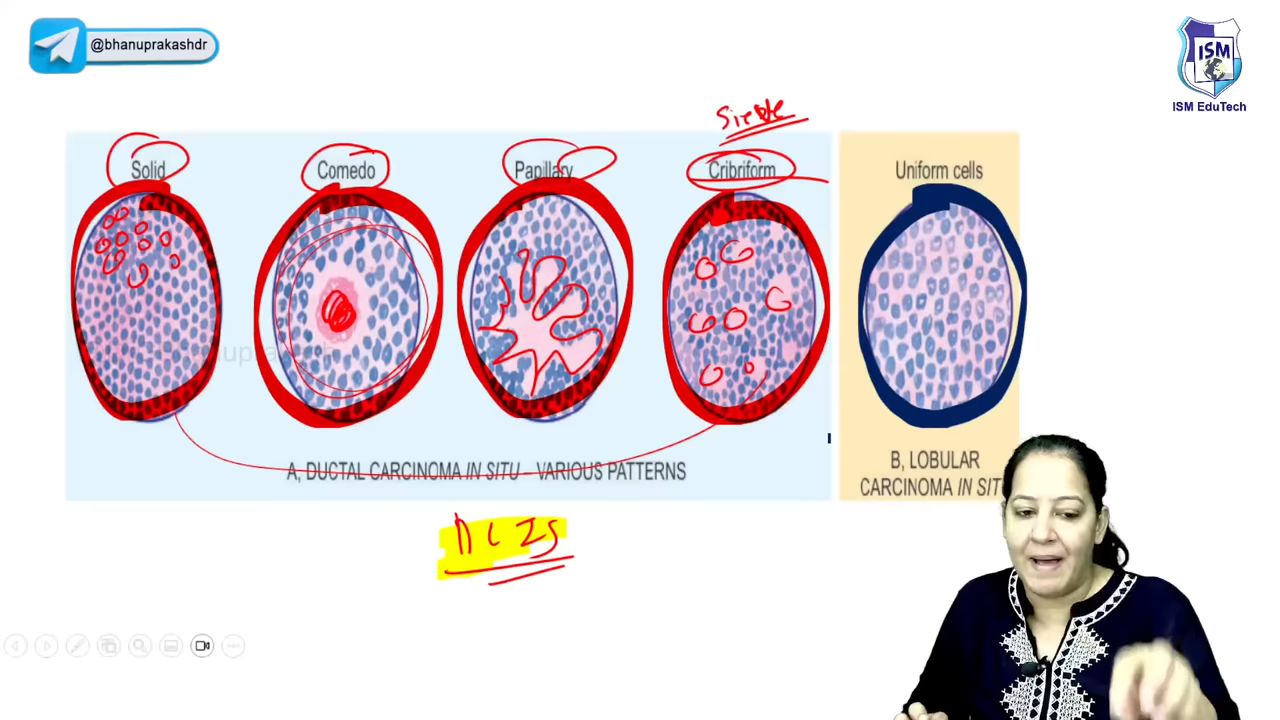 @bhanuprakashdr
ISM
ISM EduTech
Sieve
Solid
Comedo
Papillary
Cribriform
Uniform cells
A, DUCTAL CARCINOMA IN SITU - VARIOUS PATTERNS
B, LOBULAR
CARCINOMA IN SIT
DCIS